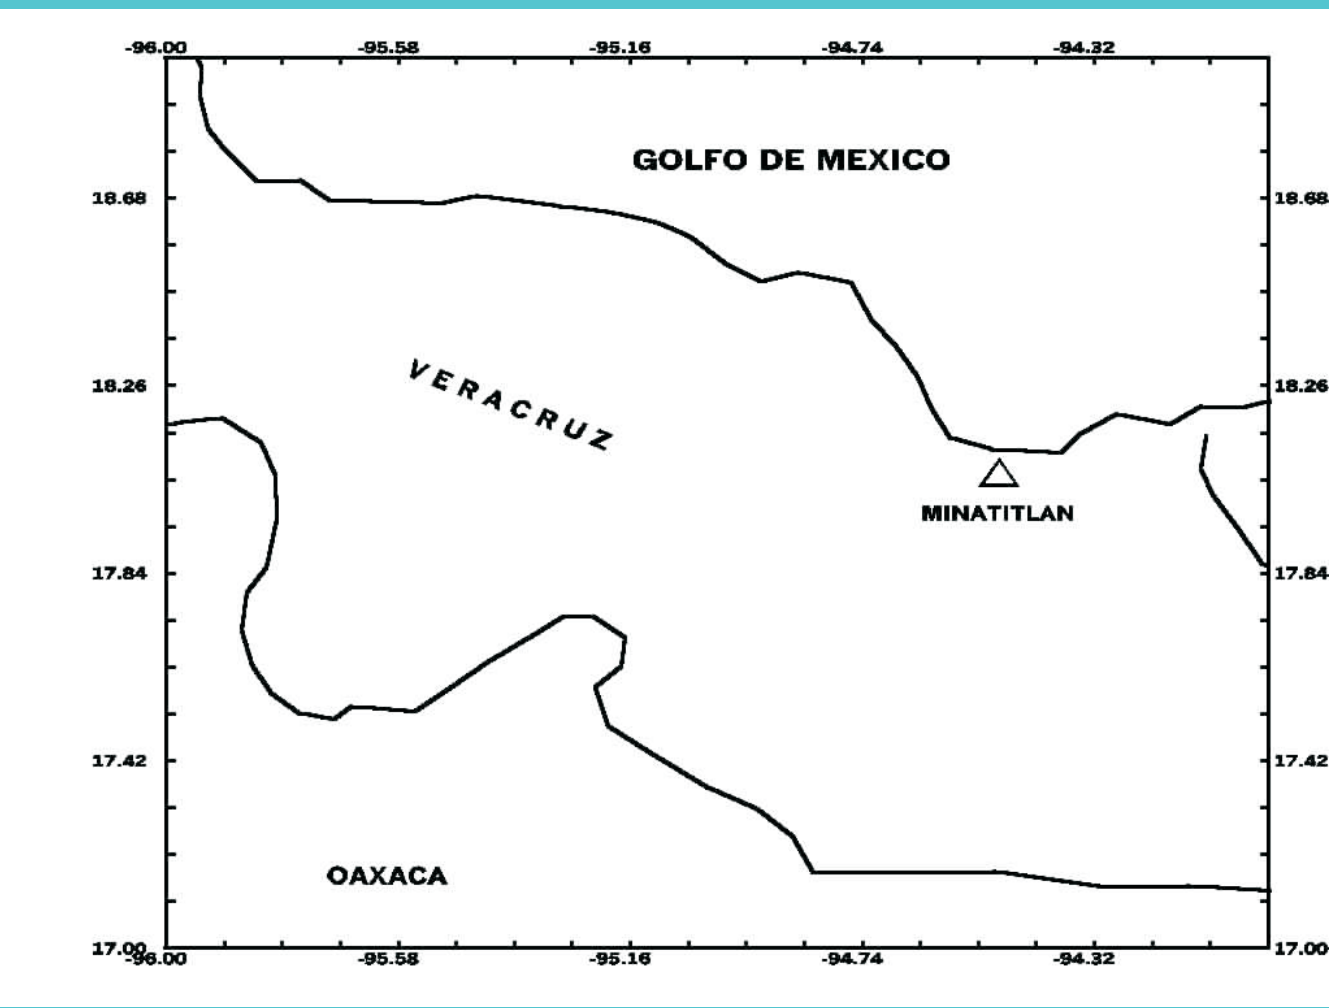 -96.00 -95.58 -95.16 -94.74 -94.32
GOLFO DE MEXICO
18.68 18.68
VERACRUZ
18.26 18.26
MINATITLAN
17.84 17.84
17.42 17.42
OAXACA
17.00 17.00
-96.00 -95.58 -95.16 -94.74 -94.32